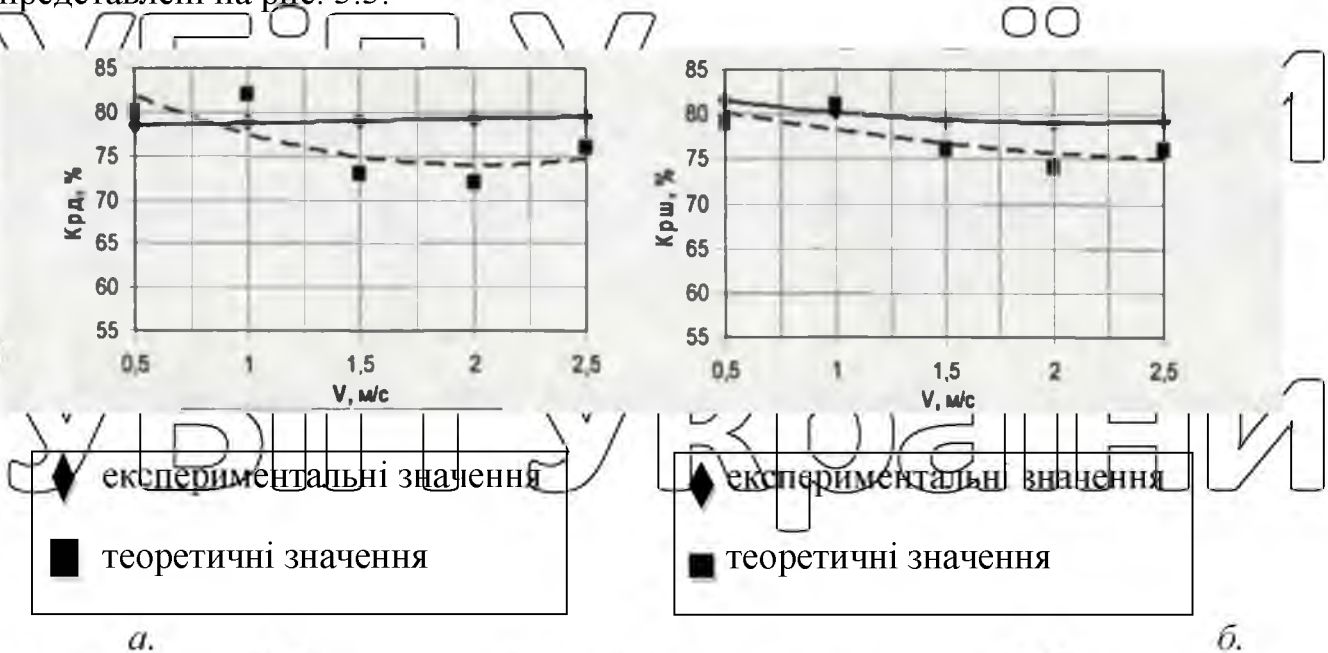 представлені на рис. 3.3.
85
80
75
70
65
60
55
Крд, %
0,5 1 1,5 2 2,5
V, м/с
85
80
75
70
65
60
55
Крш, %
0,5 1 1,5 2 2,5
V, м/с
експериментальні значення
теоретичні значення
експериментальні значення
теоретичні значення
а. б.